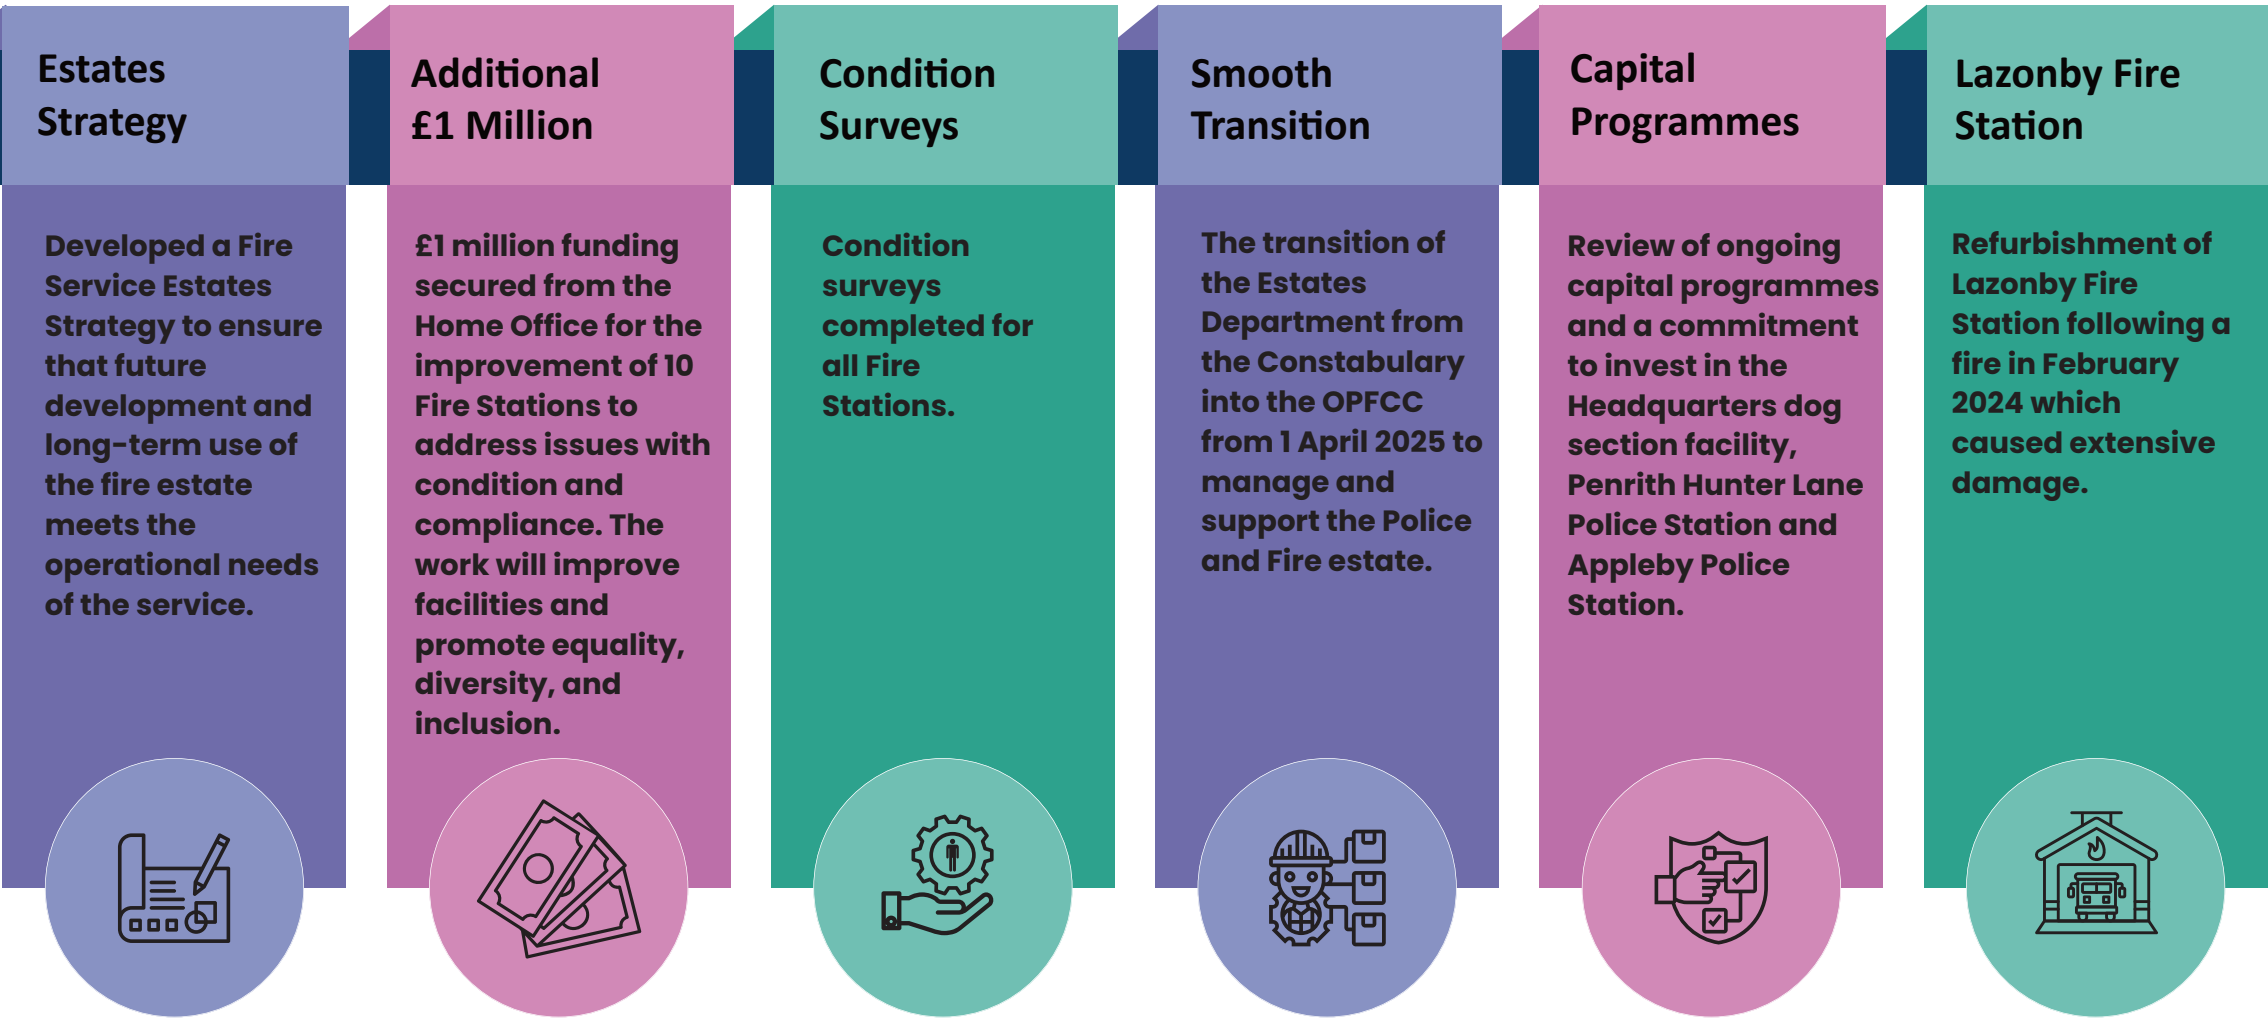 Estates
Strategy
Developed a Fire
Service Estates
Strategy to ensure
that future
development and
long-term use of
the fire estate
meets the
operational needs
of the service.
Additional
£1 Million
£1 million funding
secured from the
Home Office for the
improvement of 10
Fire Stations to
address issues with
condition and
compliance. The
work will improve
facilities and
promote equality,
diversity, and
inclusion.
Condition
Surveys
Condition
surveys
completed for
all Fire
Stations.
Smooth
Transition
The transition of
the Estates
Department from
the Constabulary
into the OPFCC
from 1 April 2025 to
manage and
support the Police
and Fire estate.
Capital
Programmes
Review of ongoing
capital programmes
and a commitment
to invest in the
Headquarters dog
section facility,
Penrith Hunter Lane
Police Station and
Appleby Police
Station.
Lazonby Fire
Station
Refurbishment of
Lazonby Fire
Station following a
fire in February
2024 which
caused extensive
damage.